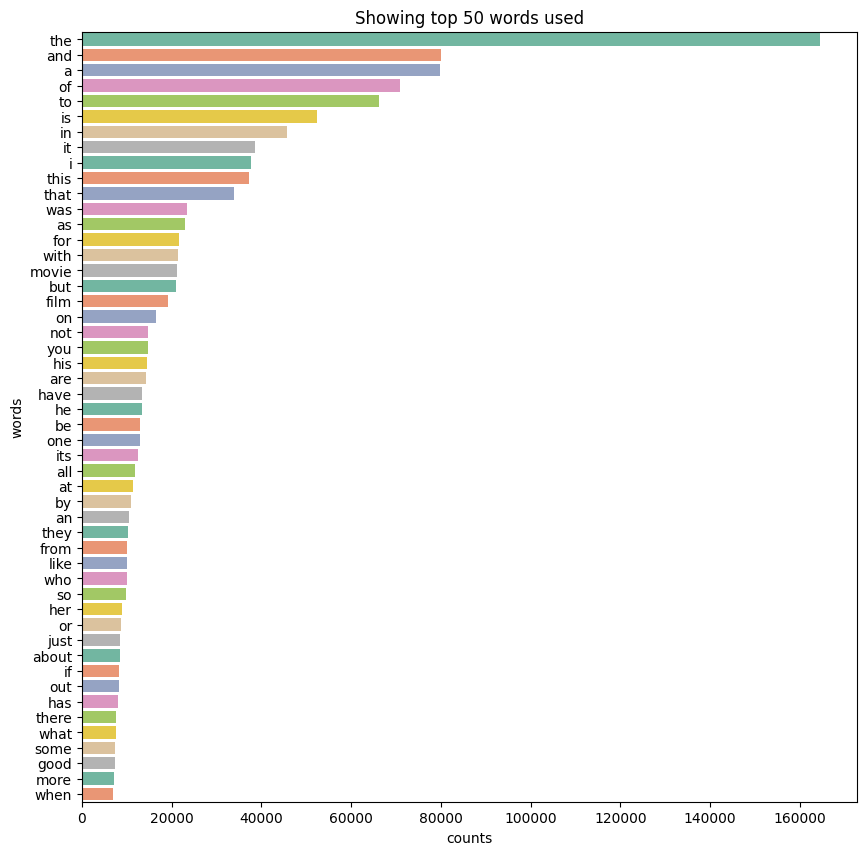 Showing top 50 words used
the
and
a
of
to
is
in
it
i
this
that
was
as
for
with
movie
but
film
on
not
you
his
are
have
he
be
one
its
all
at
by
an
they
from
like
who
so
her
or
just
about
if
out
has
there
what
some
good
more
when
words
0 20000 40000 60000 80000 100000 120000 140000 160000
counts